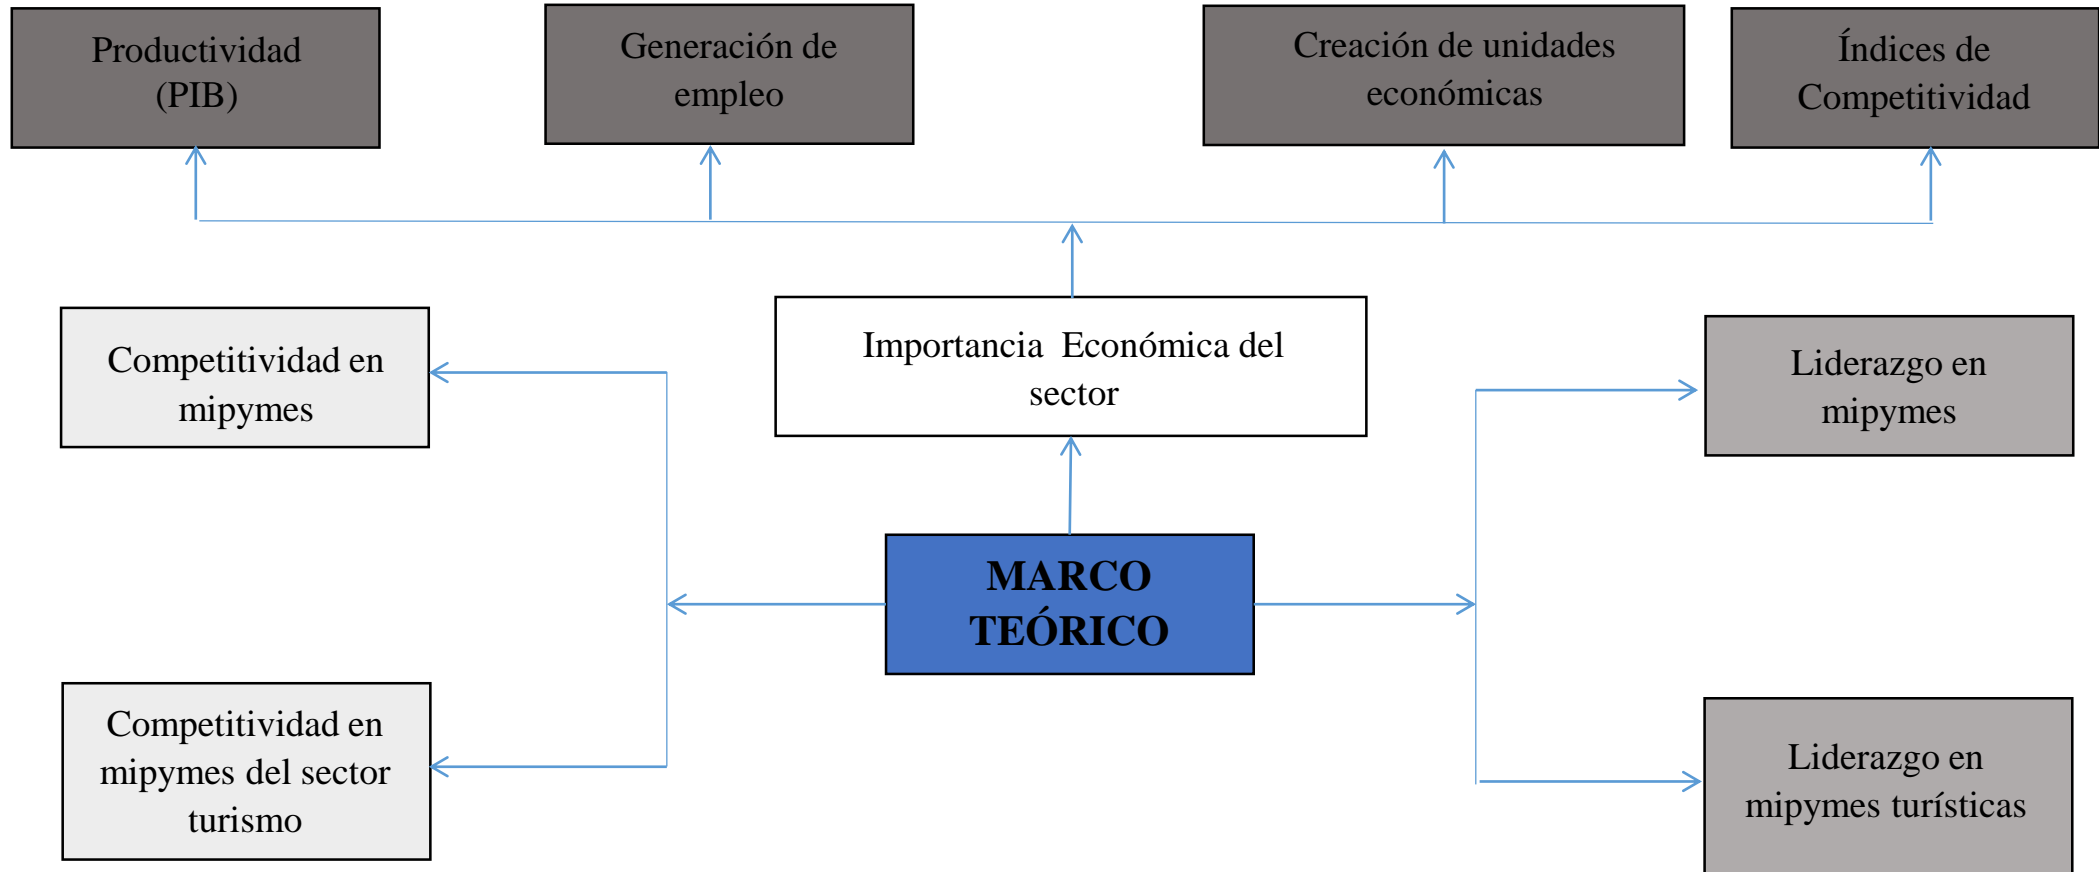 Productividad
(PIB)
Generación de
empleo
Creación de unidades
económicas
Índices de
Competitividad
Competitividad en
mipymes
Importancia Económica del
sector
Liderazgo en
mipymes
MARCO
TEÓRICO
Competitividad en
mipymes del sector
turismo
Liderazgo en
mipymes turísticas